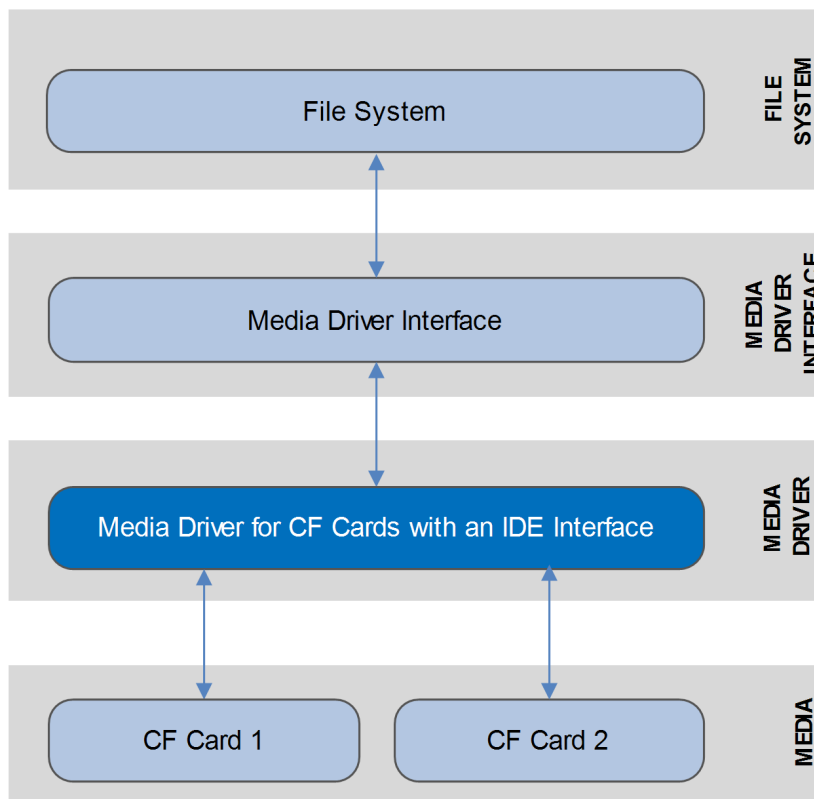 File System
FILE
SYSTEM
Media Driver Interface
MEDIA
DRIVER
INTERFACE
Media Driver for CF Cards with an IDE Interface
MEDIA
DRIVER
CF Card 1
CF Card 2
MEDIA